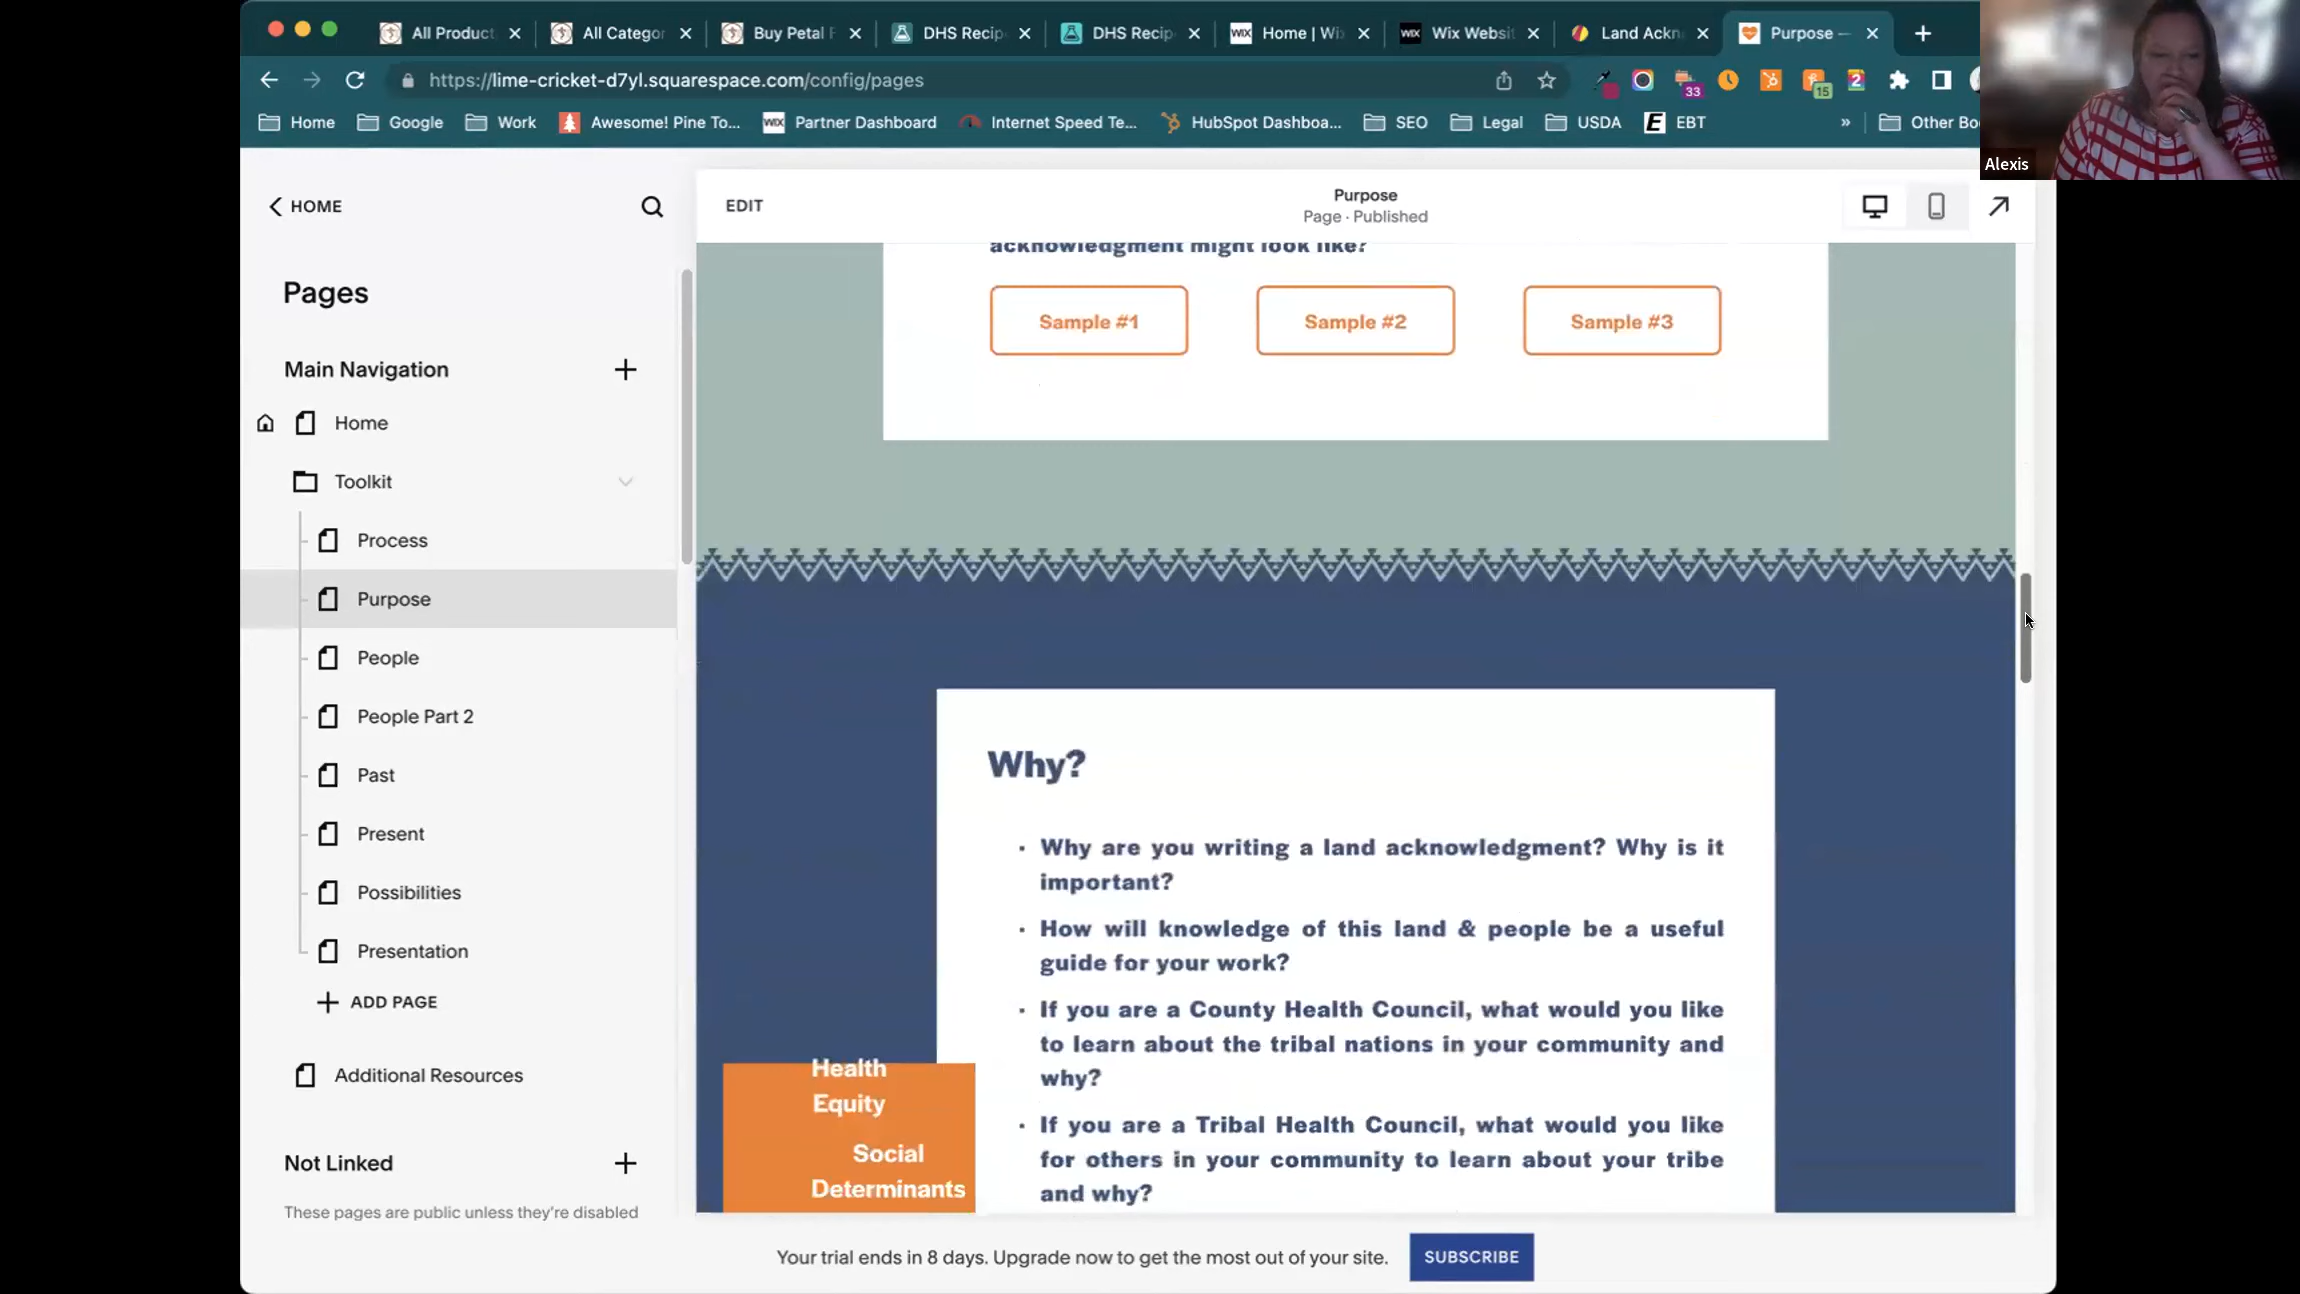 All Product
All Categor
Buy Petal F
DHS Recip
DHS Recip
WIX Home | Wix
WIX Wix Websit
Land Ackn
Purpose —
https://lime-cricket-d7yl.squarespace.com/config/pages
33
15
2
Home
Google
Work
Awesome! Pine To...
WIX Partner Dashboard
Internet Speed Te...
HubSpot Dashboa...
SEO
Legal
USDA
E EBT
»
Other Bo
Alexis
HOME
Pages
Main Navigation
Home
Toolkit
Process
Purpose
People
People Part 2
Past
Present
Possibilities
Presentation
ADD PAGE
Additional Resources
Not Linked
These pages are public unless they're disabled
EDIT
Purpose
Page · Published
acknowledgment might look like?
Sample #1
Sample #2
Sample #3
Why?
· Why are you writing a land acknowledgment? Why is it
important?
· How will knowledge of this land & people be a useful
guide for your work?
· If you are a County Health Council, what would you like
to learn about the tribal nations in your community and
why?
· If you are a Tribal Health Council, what would you like
for others in your community to learn about your tribe
and why?
Health
Equity
Social
Determinants
Your trial ends in 8 days. Upgrade now to get the most out of your site.
SUBSCRIBE